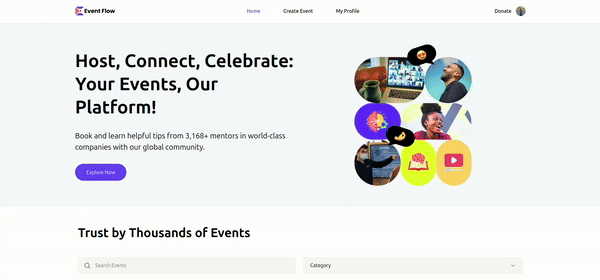 Event Flow
Home
Create Event
My Profile
Donate
Host, Connect, Celebrate:
Your Events, Our
Platform!
Book and learn helpful tips from 3,168+ mentors in world-class
companies with our global community.
Explore Now
Trust by Thousands of Events
Search Events
Category